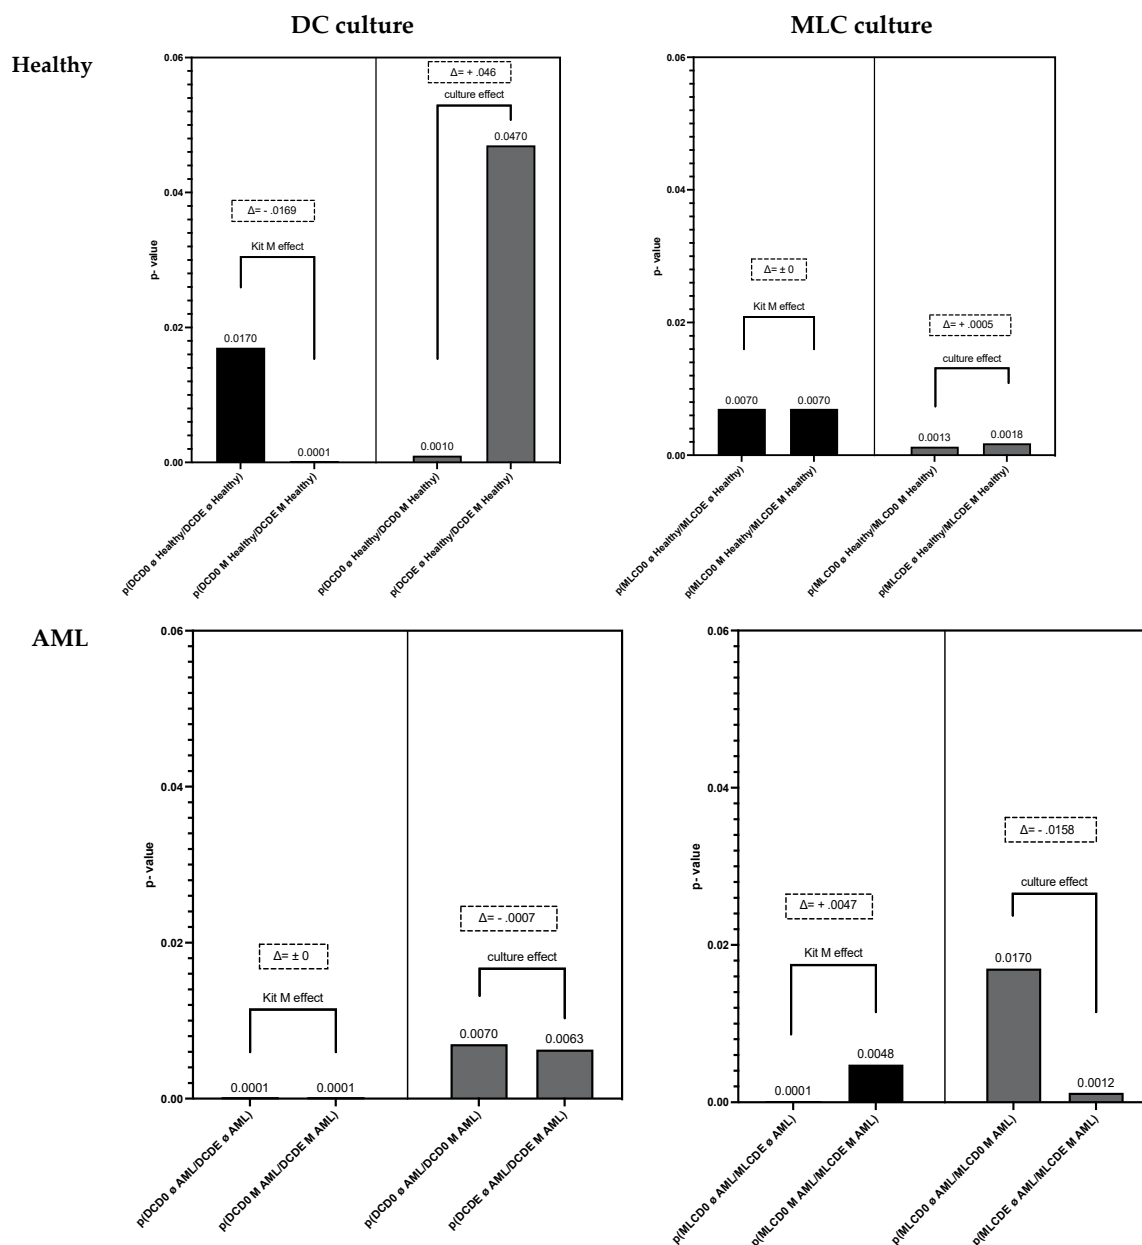 DC culture
MLC culture
Healthy
0.06
0.04
0.02
0.00
p- value
Δ= - .0169
Kit M effect
0.0170
0.0001
Δ= + .046
culture effect
0.0010
0.0470
p(DCD0 ø Healthy/DCDE ø Healthy)
p(DCD0 M Healthy/DCDE M Healthy)
p(DCD0 ø Healthy/DCD0 M Healthy)
p(DCDE ø Healthy/DCDE M Healthy)
0.06
0.04
0.02
0.00
p- value
Δ= ± 0
Kit M effect
0.0070
0.0070
Δ= + .0005
culture effect
0.0013
0.0018
p(MLCD0 ø Healthy/MLCDE ø Healthy)
p(MLCD0 M Healthy/MLCDE M Healthy)
p(MLCD0 ø Healthy/MLCD0 M Healthy)
p(MLCDE ø Healthy/MLCDE M Healthy)
AML
0.06
0.04
0.02
0.00
p- value
Δ= ± 0
Kit M effect
0.0001
0.0001
Δ= - .0007
culture effect
0.0070
0.0063
p(DCD0 ø AML/DCDE ø AML)
p(DCD0 M AML/DCDE M AML)
p(DCD0 ø AML/DCD0 M AML)
p(DCDE ø AML/DCDE M AML)
0.06
0.04
0.02
0.00
p- value
Δ= + .0047
Kit M effect
0.0001
0.0048
Δ= - .0158
culture effect
0.0170
0.0012
p(MLCD0 ø AML/MLCDE ø AML)
p(MLCD0 M AML/MLCDE M AML)
p(MLCD0 ø AML/MLCD0 M AML)
p(MLCDE ø AML/MLCDE M AML)